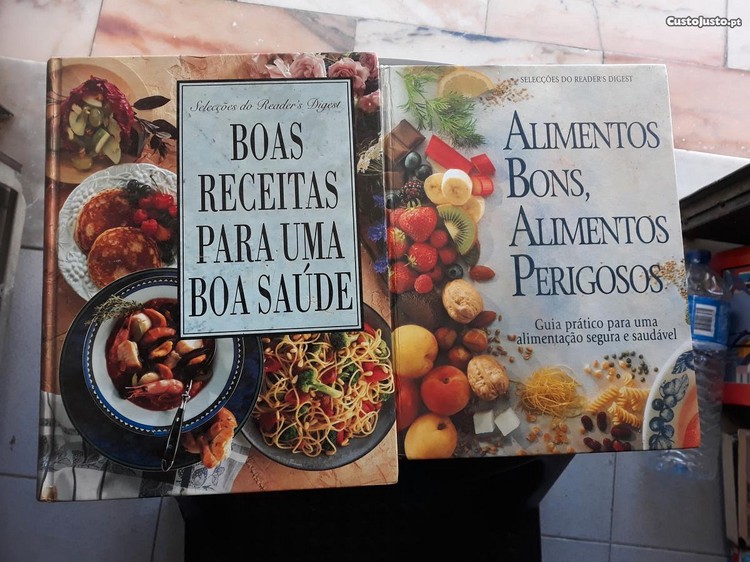 CustoJusto.pt
Selecções do Reader's Digest
BOAS
RECEITAS
PARA UMA
BOA SAÚDE
SELECÇÕES DO READER'S DIGEST
ALIMENTOS
BONS,
ALIMENTOS
PERIGOSOS
Guia prático para uma
alimentação segura e saudável